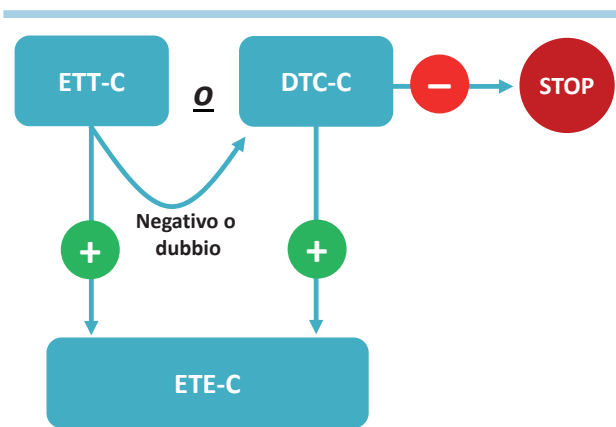 ETT-C
o
DTC-C
−
STOP
Negativo o
dubbio
+
+
ETE-C